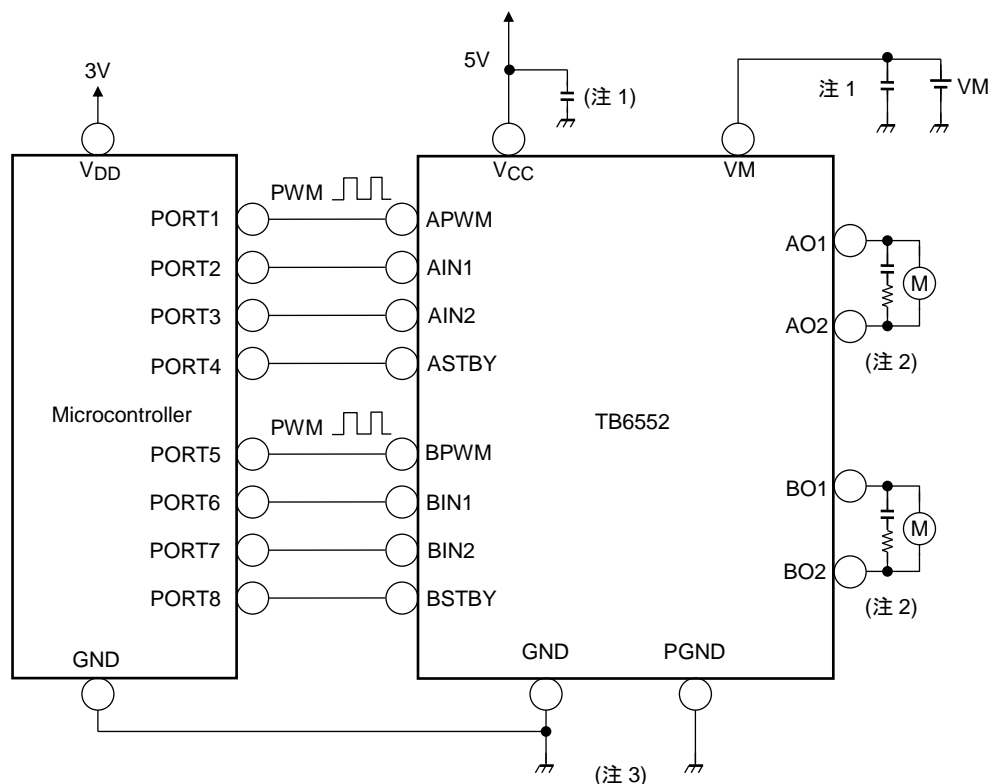 5V
3V
(注 1)
注 1
VM
VDD
VCC
VM
PWM
PORT1
APWM
AO1
PORT2
AIN1
M
PORT3
AIN2
AO2
PORT4
ASTBY
(注 2)
Microcontroller
PWM
TB6552
PORT5
BPWM
BO1
PORT6
BIN1
M
PORT7
BIN2
BO2
PORT8
BSTBY
(注 2)
GND
GND
PGND
(注 3)